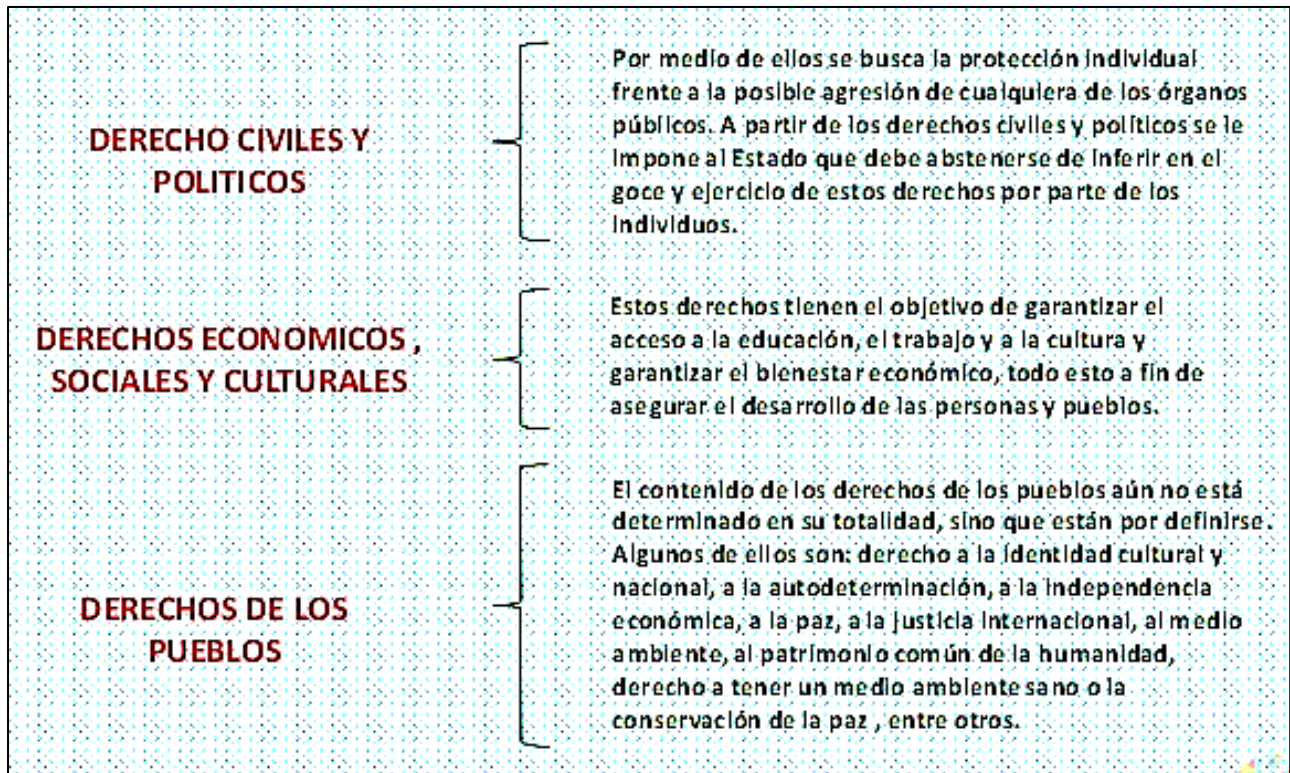 DERECHO CIVILES Y
POLITICOS
Por medio de ellos se busca la protección individual
frente a la posible agresión de cualquiera de los órganos
públicos. A partir de los derechos civiles y políticos se le
impone al Estado que debe abstenerse de inferir en el
goce y ejercicio de estos derechos por parte de los
individuos.
DERECHOS ECONOMICOS ,
SOCIALES Y CULTURALES
Estos derechos tienen el objetivo de garantizar el
acceso a la educación, el trabajo y a la cultura y
garantizar el bienestar económico, todo esto a fin de
asegurar el desarrollo de las personas y pueblos.
DERECHOS DE LOS
PUEBLOS
El contenido de los derechos de los pueblos aún no está
determinado en su totalidad, sino que están por definirse.
Algunos de ellos son: derecho a la identidad cultural y
nacional, a la autodeterminación, a la independencia
económica, a la paz, a la justicia internacional, al medio
ambiente, al patrimonio común de la humanidad,
derecho a tener un medio ambiente sano o la
conservación de la paz , entre otros.